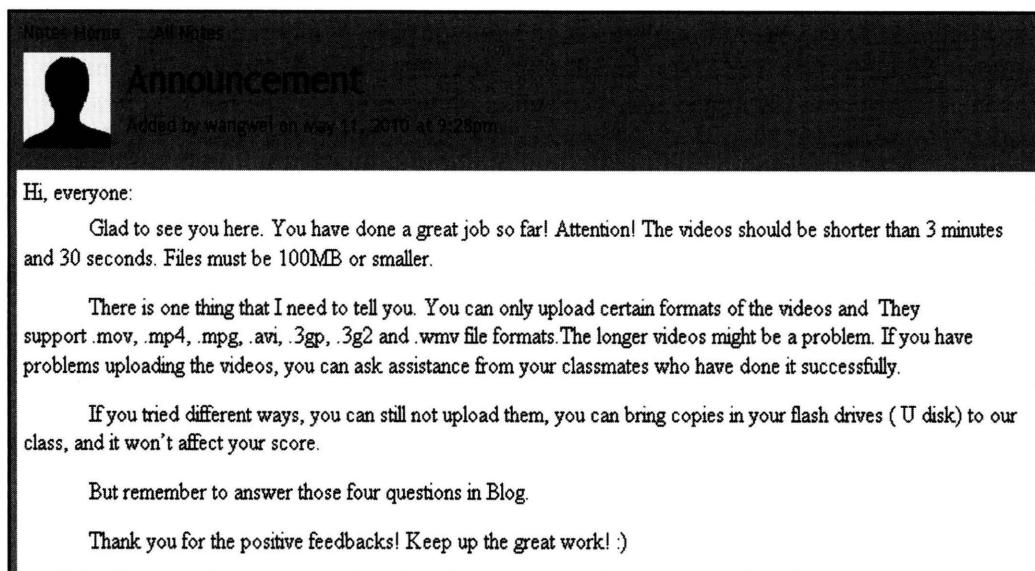 Notes Home   All Notes
Announcement
Added by wangwei on May 11, 2010 at 9:28pm
Hi, everyone:
Glad to see you here. You have done a great job so far! Attention! The videos should be shorter than 3 minutes
and 30 seconds. Files must be 100MB or smaller.
There is one thing that I need to tell you. You can only upload certain formats of the videos and  They
support .mov, .mp4, .mpg, .avi, .3gp, .3g2 and .wmv file formats.The longer videos might be a problem. If you have
problems uploading the videos, you can ask assistance from your classmates who have done it successfully.
If you tried different ways, you can still not upload them, you can bring copies in your flash drives ( U disk) to our
class, and it won't affect your score.
But remember to answer those four questions in Blog.
Thank you for the positive feedbacks! Keep up the great work! :)